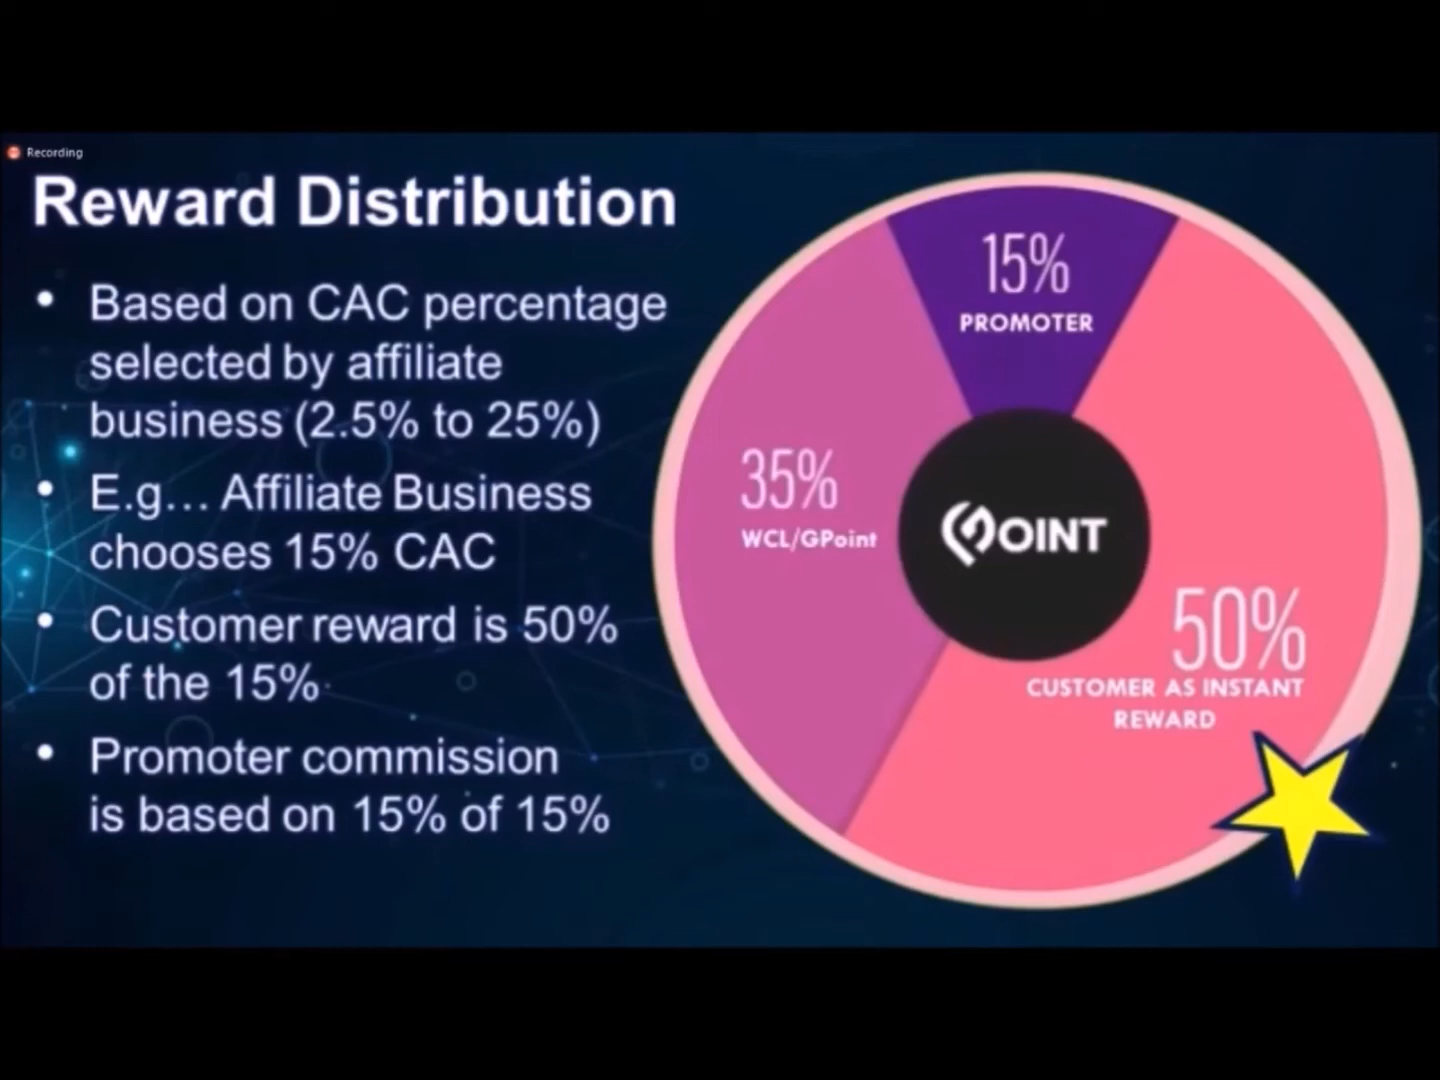 Recording
Reward Distribution
• Based on CAC percentage
selected by affiliate
business (2.5% to 25%)
• E.g... Affiliate Business
chooses 15% CAC
• Customer reward is 50%
of the 15%
• Promoter commission
is based on 15% of 15%
15%
PROMOTER
35%
WCL/GPoint
GPOINT
50%
CUSTOMER AS INSTANT
REWARD